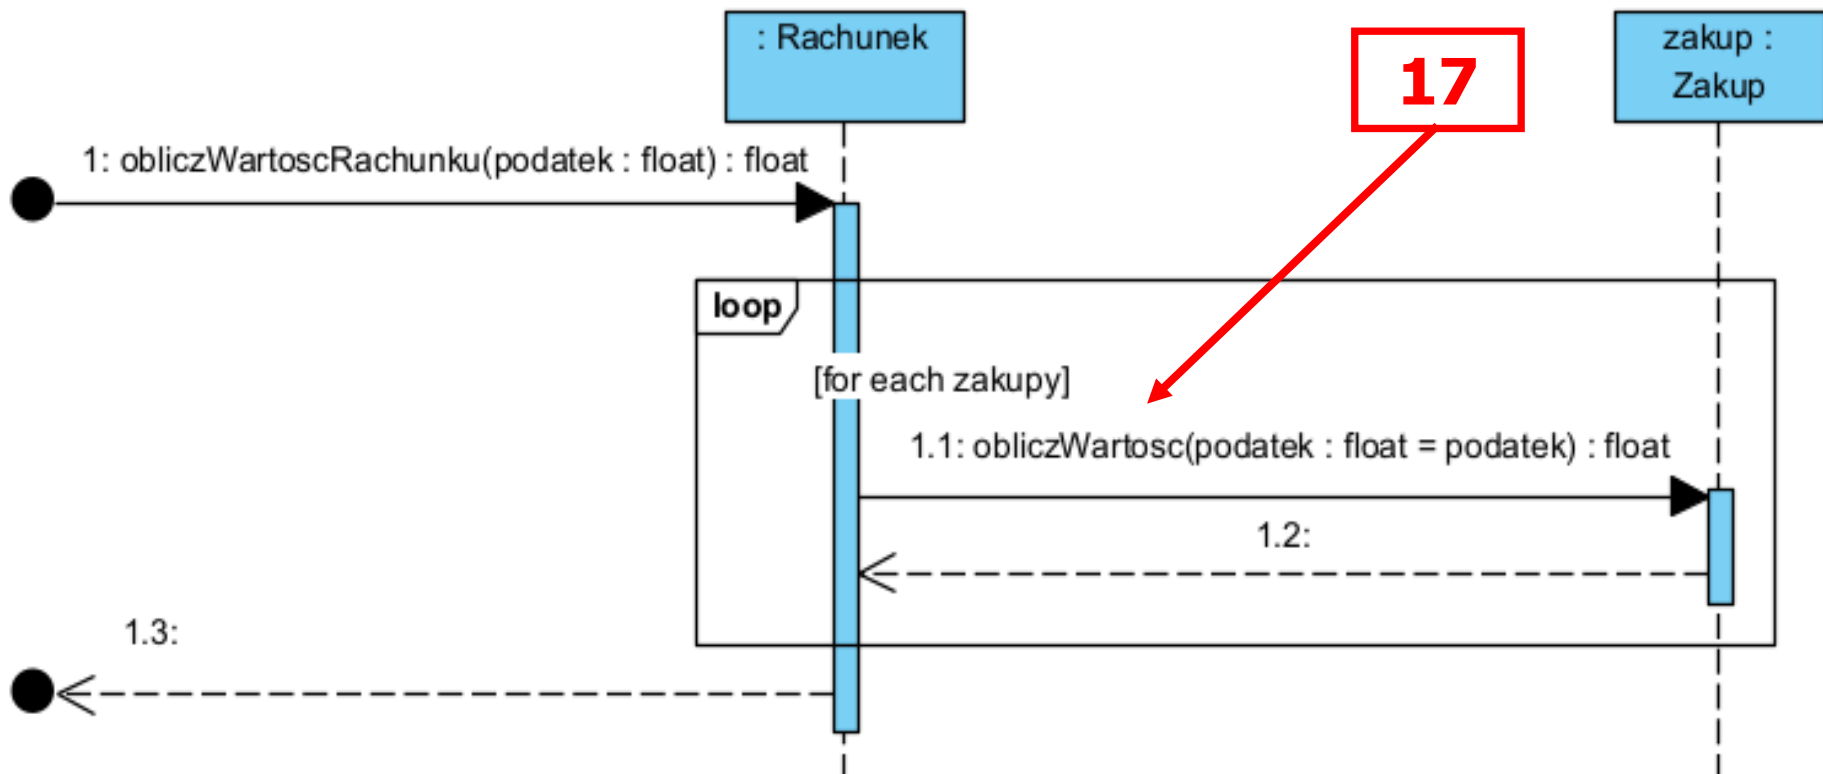 : Rachunek
17
zakup :
Zakup
1: obliczWartoscRachunku(podatek : float) : float
loop
[for each zakupy]
1.1: obliczWartosc(podatek : float = podatek) : float
1.2:
1.3: